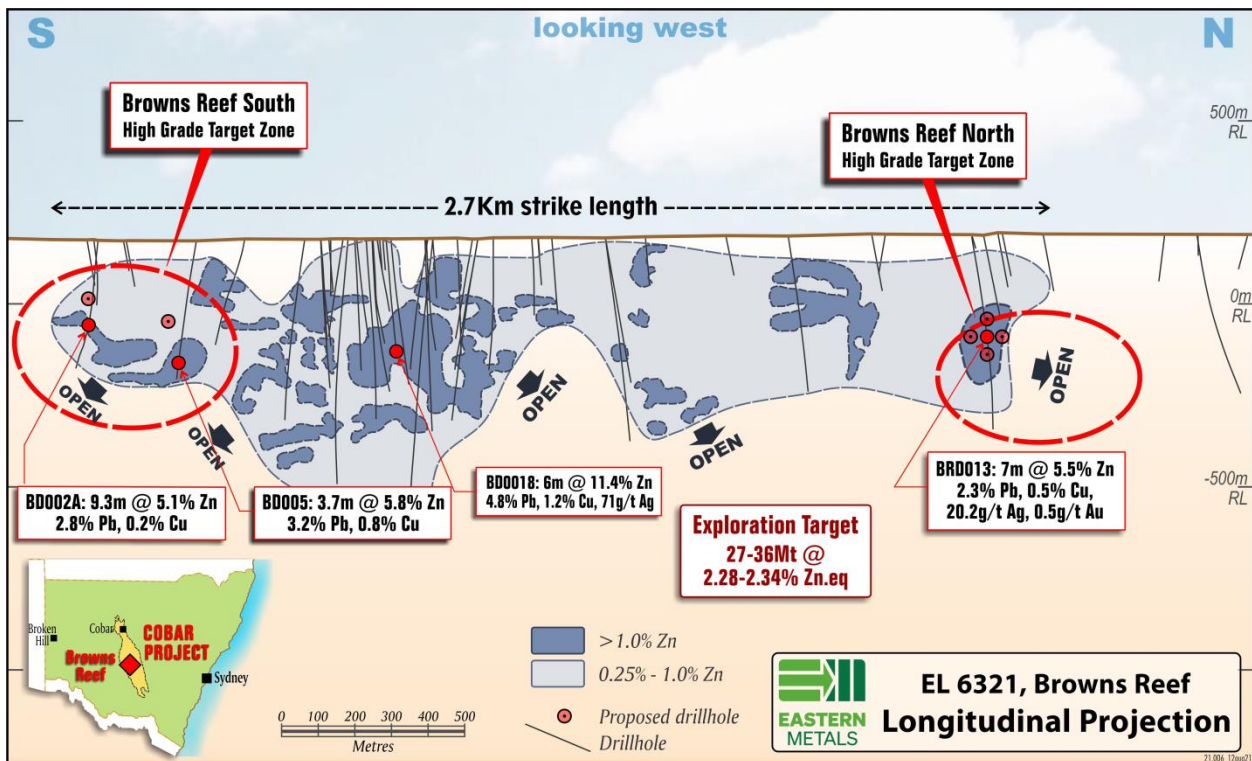 S
looking west
N
Browns Reef South
High Grade Target Zone
Browns Reef North
High Grade Target Zone
500m
RL
2.7Km strike length
0m
RL
OPEN
OPEN
OPEN
OPEN
OPEN
-500m
BD002A: 9.3m @ 5.1% Zn
2.8% Pb, 0.2% Cu
BD005: 3.7m @ 5.8% Zn
3.2% Pb, 0.8% Cu
BD0018: 6m @ 11.4% Zn
4.8% Pb, 1.2% Cu, 71g/t Ag
BRD013: 7m @ 5.5% Zn
2.3% Pb, 0.5% Cu,
20.2g/t Ag, 0.5g/t Au
Exploration Target
27-36Mt @
2.28-2.34% Zn.eq
Broken
Hill
Cobar
COBAR
PROJECT
Browns
Reef
Sydney
0 100 200 300 400 500
Metres
>1.0% Zn
0.25% - 1.0% Zn
Proposed drillhole
Drillhole
EASTERN
METALS
EL 6321, Browns Reef
Longitudinal Projection
21.006 12aug21